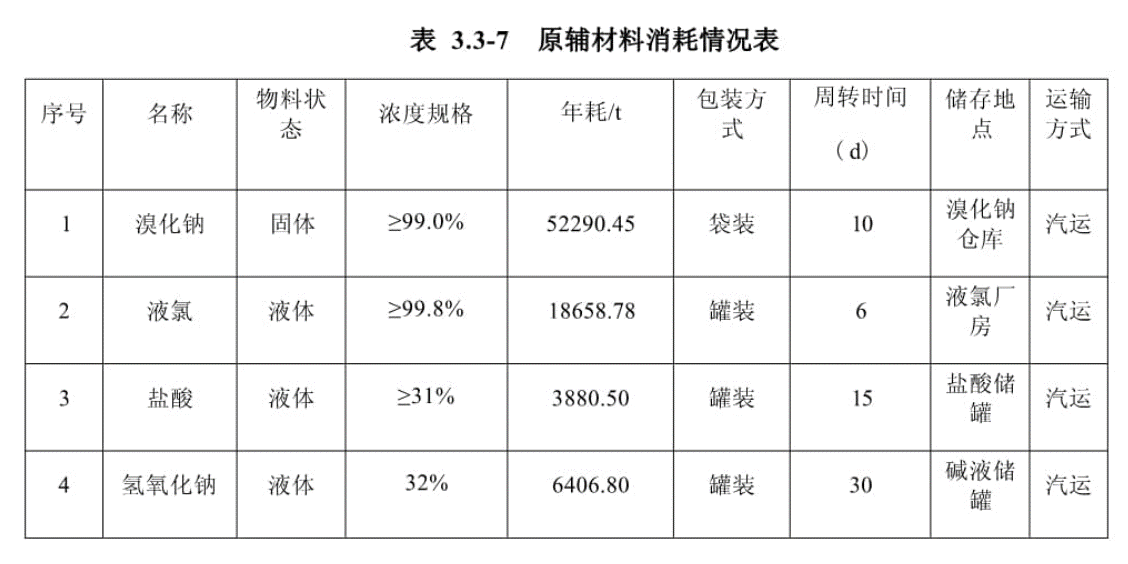 表 3.3-7 原辅材料消耗情况表
序号 名称 物料状态 浓度规格 年耗/t 包装方式 周转时间（d） 储存地点 运输方式
1 溴化钠 固体 ≥99.0% 52290.45 袋装 10 溴化钠仓库 汽运
2 液氯 液体 ≥99.8% 18658.78 罐装 6 液氯厂房 汽运
3 盐酸 液体 ≥31% 3880.50 罐装 15 盐酸储罐 汽运
4 氢氧化钠 液体 32% 6406.80 罐装 30 碱液储罐 汽运